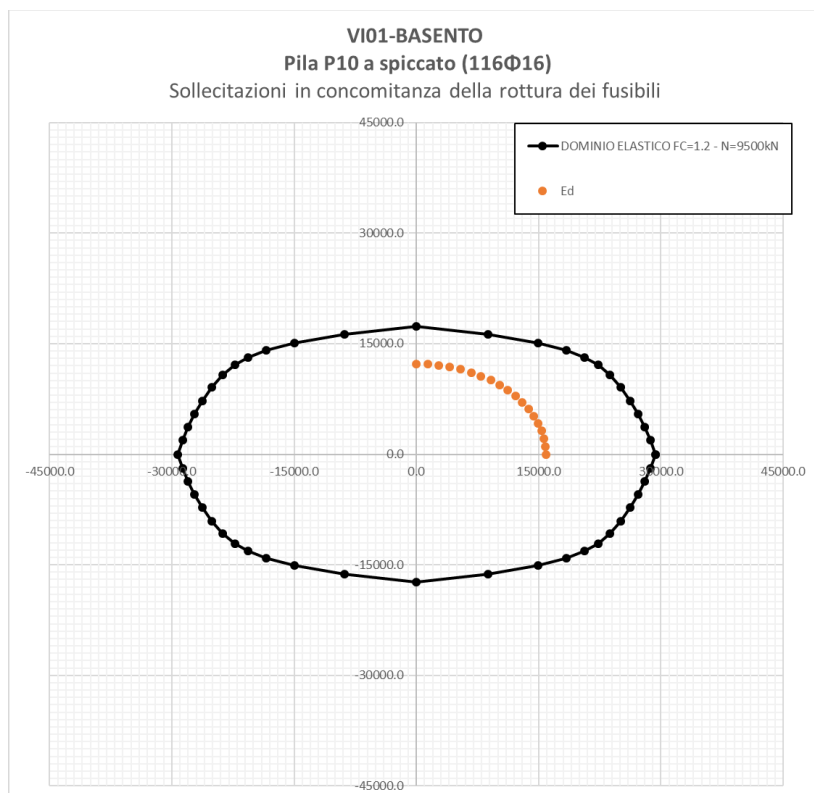 VI01-BASENTO
Pila P10 a spiccato (116Φ16)
Sollecitazioni in concomitanza della rottura dei fusibili
45000.0
DOMINIO ELASTICO FC=1.2 - N=9500kN
Ed
30000.0
15000.0
0.0
-45000.0 -30000.0 -15000.0 0.0 15000.0 30000.0 45000.0
-15000.0
-30000.0
-45000.0